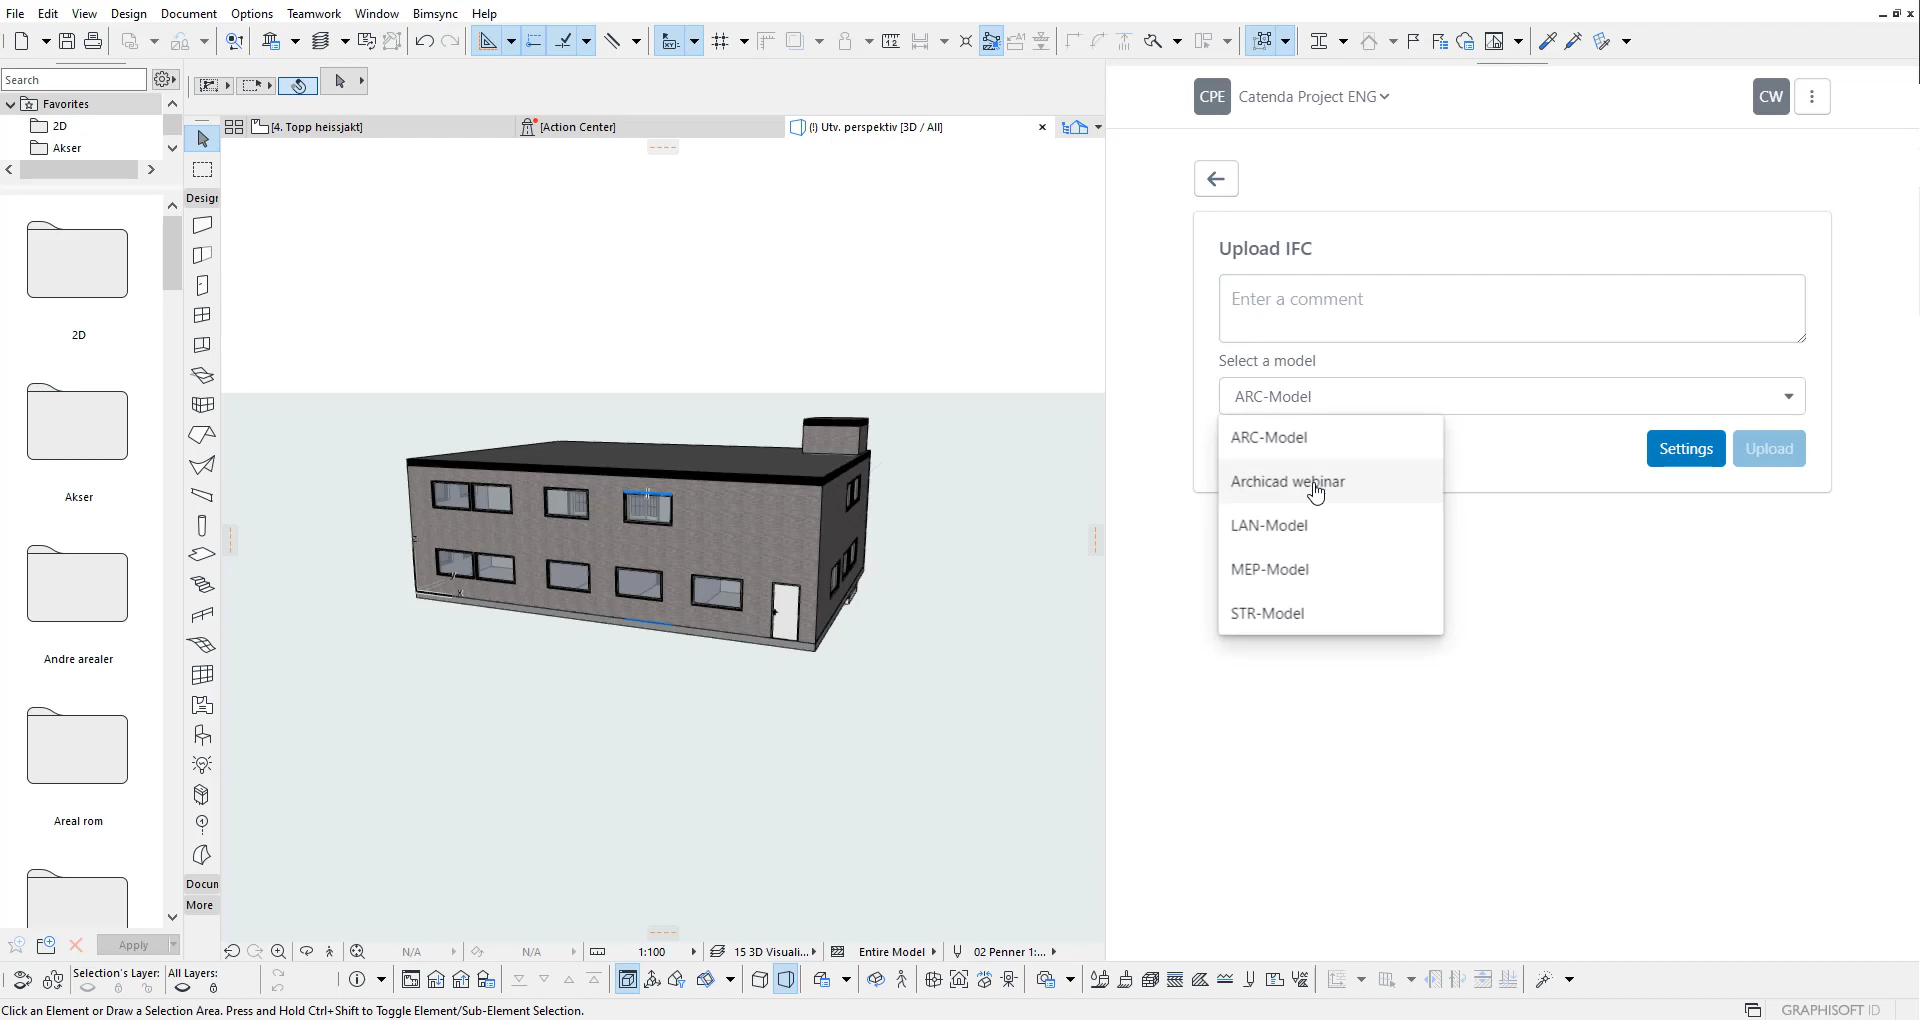 File Edit View Design Document Options Teamwork Window Bimsync Help
Search
Favorites
2D
Akser
[4. Topp heissjakt]
[Action Center]
(!) Utv. perspektiv [3D / All]
CPE Catenda Project ENG
CW
Design
2D
Akser
Andre arealer
Areal rom
Upload IFC
Enter a comment
Select a model
ARC-Model
ARC-Model
Archicad webinar
LAN-Model
MEP-Model
STR-Model
Settings
Upload
Docun
More
Apply
N/A
N/A
1:100
15 3D Visuali...
Entire Model
02 Penner 1:...
Selection's Layer:
All Layers:
Click an Element or Draw a Selection Area. Press and Hold Ctrl+Shift to Toggle Element/Sub-Element Selection.
GRAPHISOFT ID